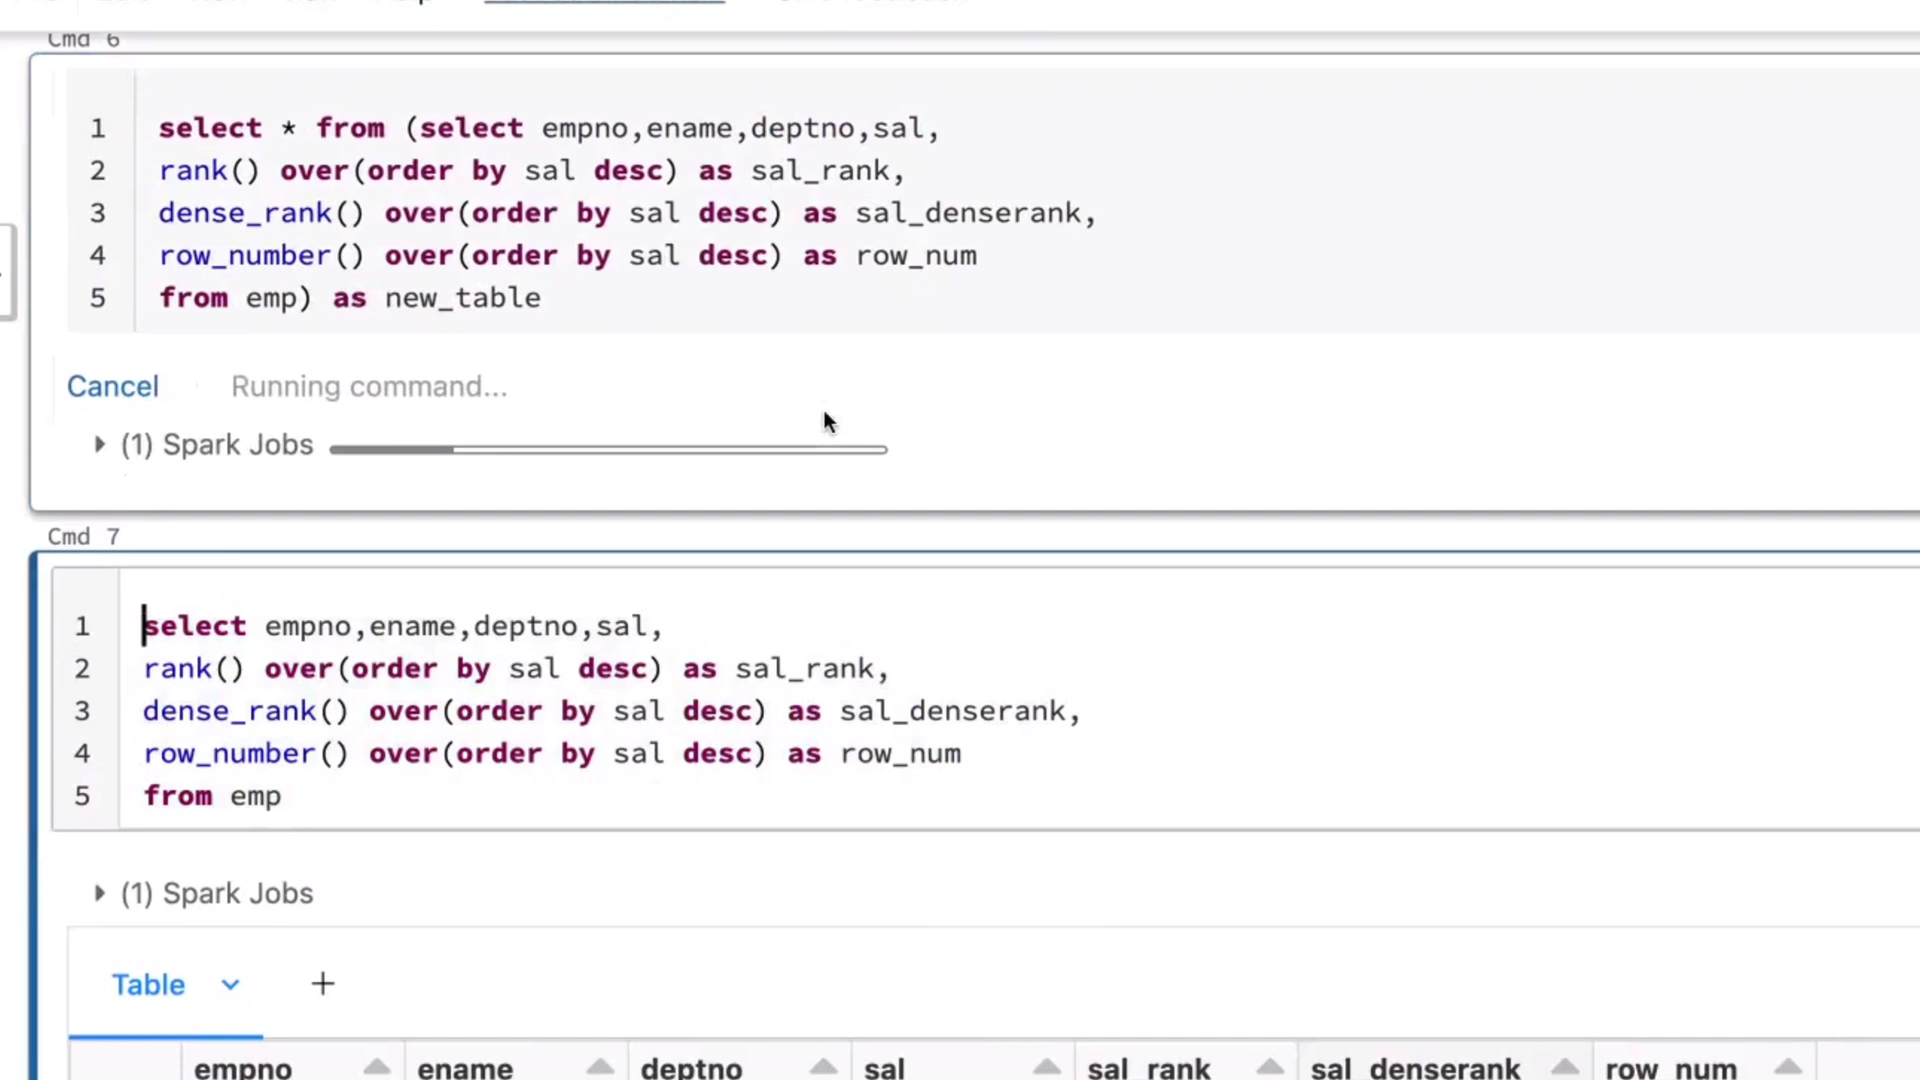 Cmd 6
1 select * from (select empno,ename,deptno,sal,
2 rank() over(order by sal desc) as sal_rank,
3 dense_rank() over(order by sal desc) as sal_denserank,
4 row_number() over(order by sal desc) as row_num
5 from emp) as new_table
Cancel Running command...
(1) Spark Jobs
Cmd 7
1 select empno,ename,deptno,sal,
2 rank() over(order by sal desc) as sal_rank,
3 dense_rank() over(order by sal desc) as sal_denserank,
4 row_number() over(order by sal desc) as row_num
5 from emp
(1) Spark Jobs
Table +
empno ename deptno sal sal_rank sal_denserank row_num